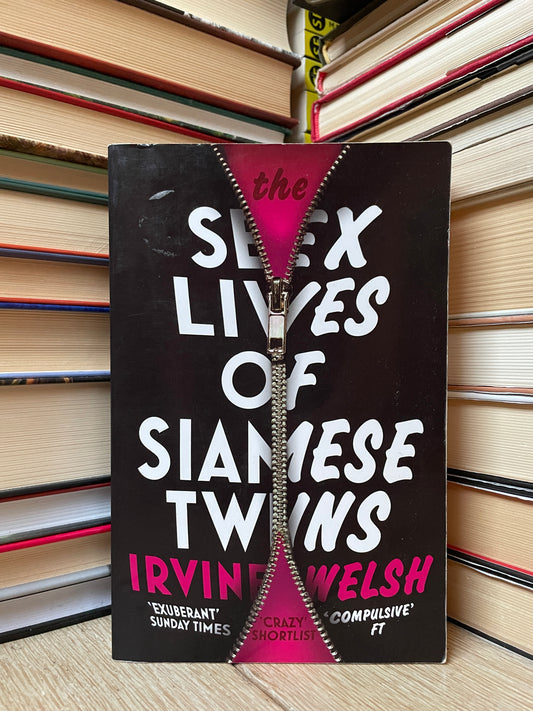 the
SEX
LIVES
OF
SIAMESE
TWINS
IRVINE WELSH
'EXUBERANT'
SUNDAY TIMES
'CRAZY'
SHORTLIST
'COMPULSIVE'
FT